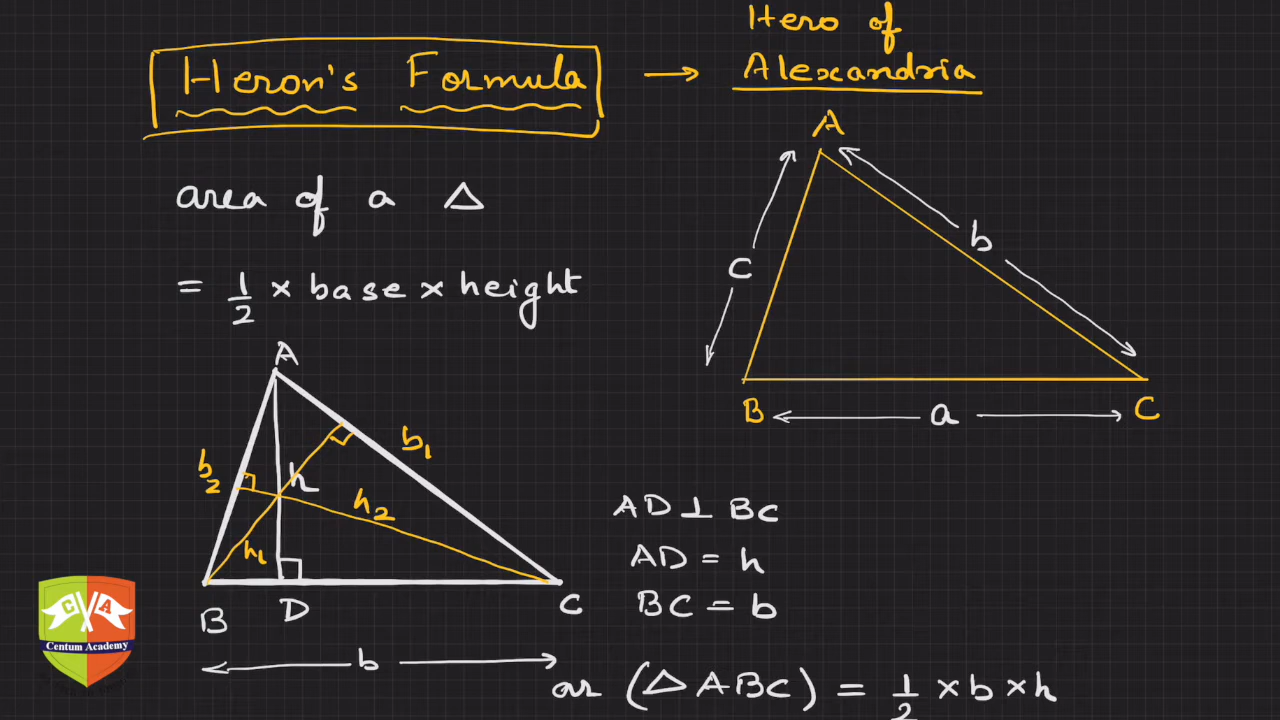 Heron's Formula → Hero of
Alexandria
area of a △
= 1/2 × base × height
A
b
c
B
a
C
A
b₁
b₂
h
h₂
h₁
B
D
C
b
AD ⊥ BC
AD = h
BC = b
ar (△ABC) = 1/2 × b × h
C A
Centum Academy